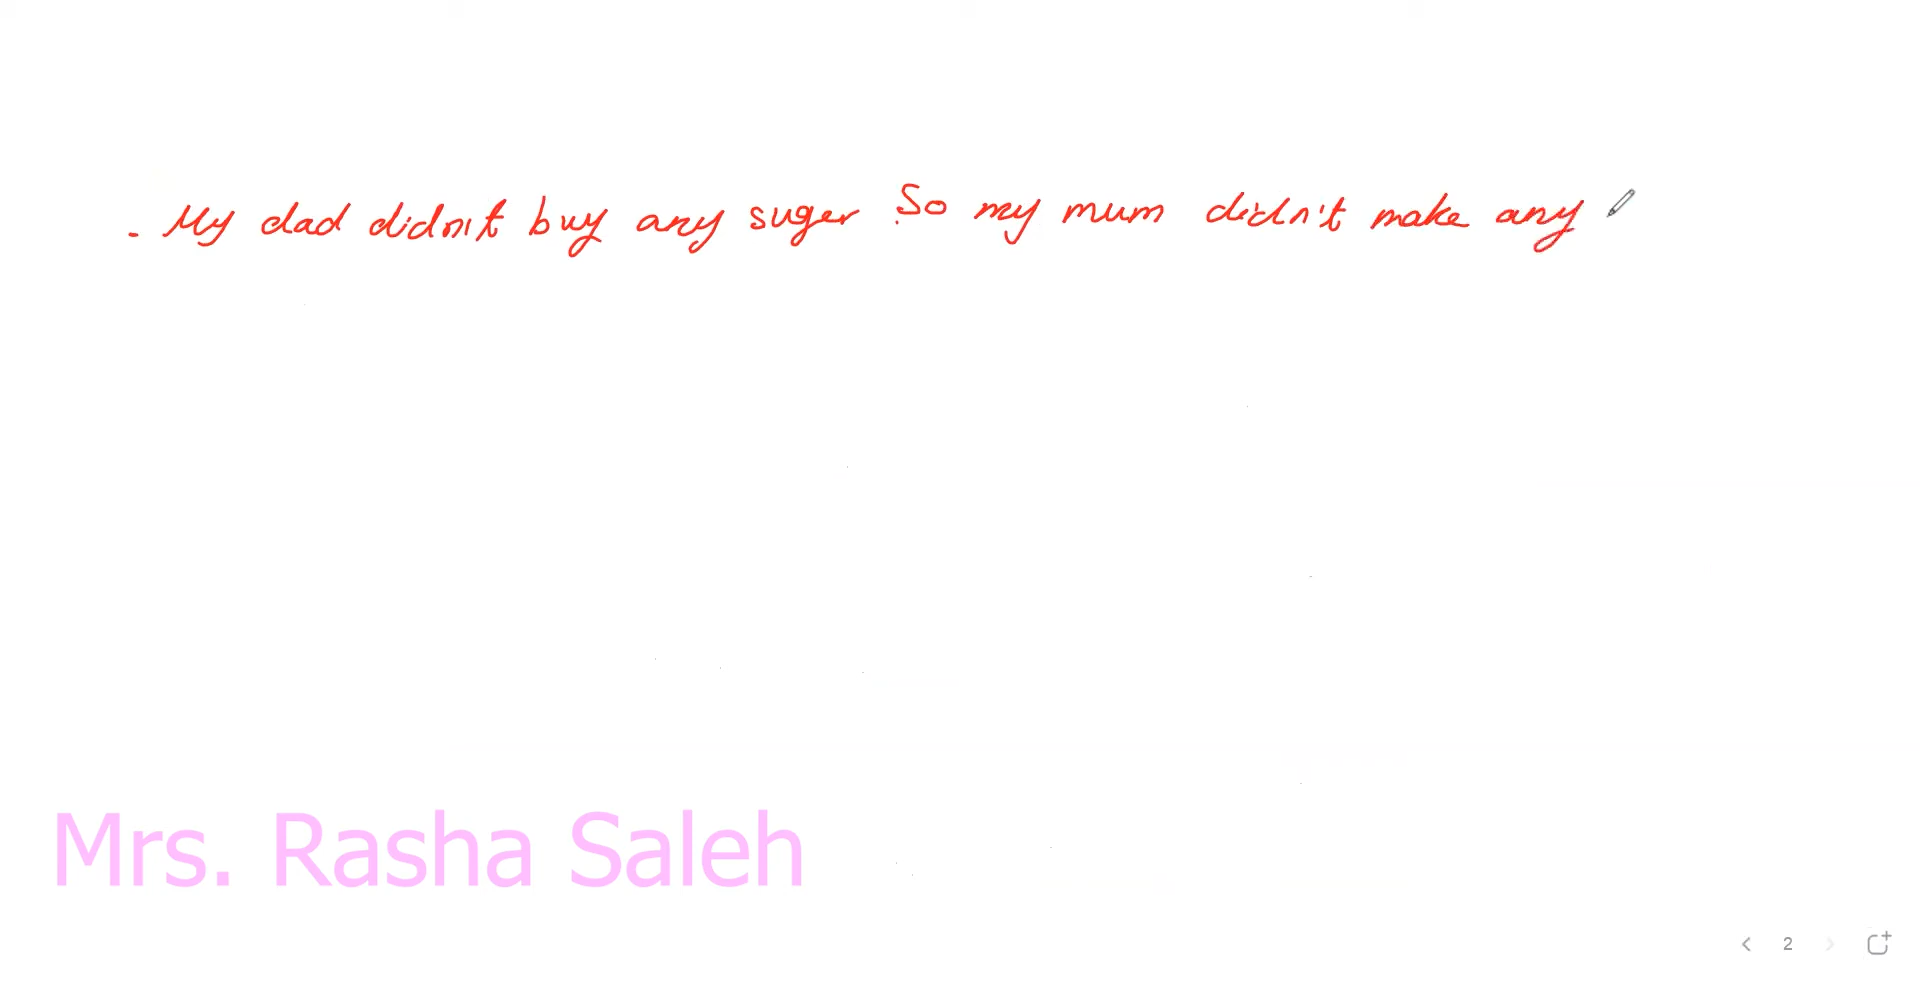 - My dad didn't buy any suger So my mum didn't make any
Mrs. Rasha Saleh
2